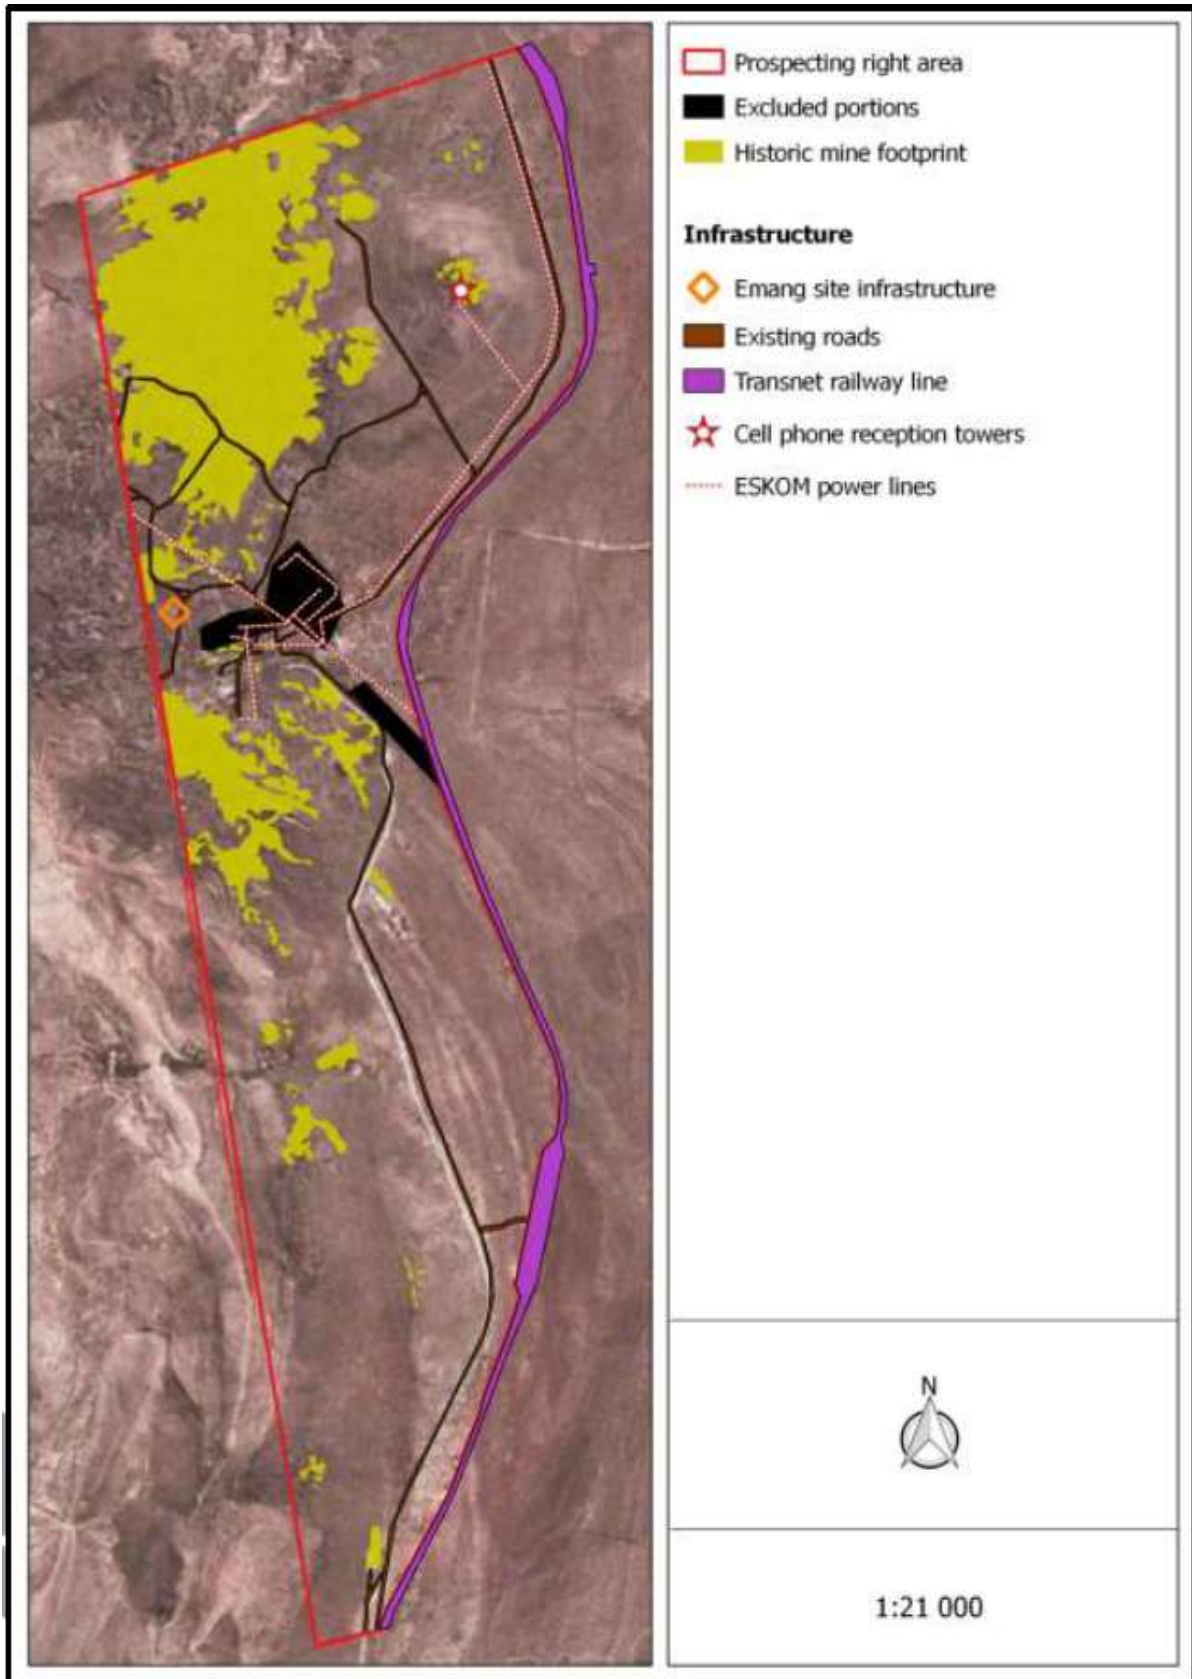 Prospecting right area
Excluded portions
Historic mine footprint
Infrastructure
Emang site infrastructure
Existing roads
Transnet railway line
Cell phone reception towers
ESKOM power lines
N
1:21 000